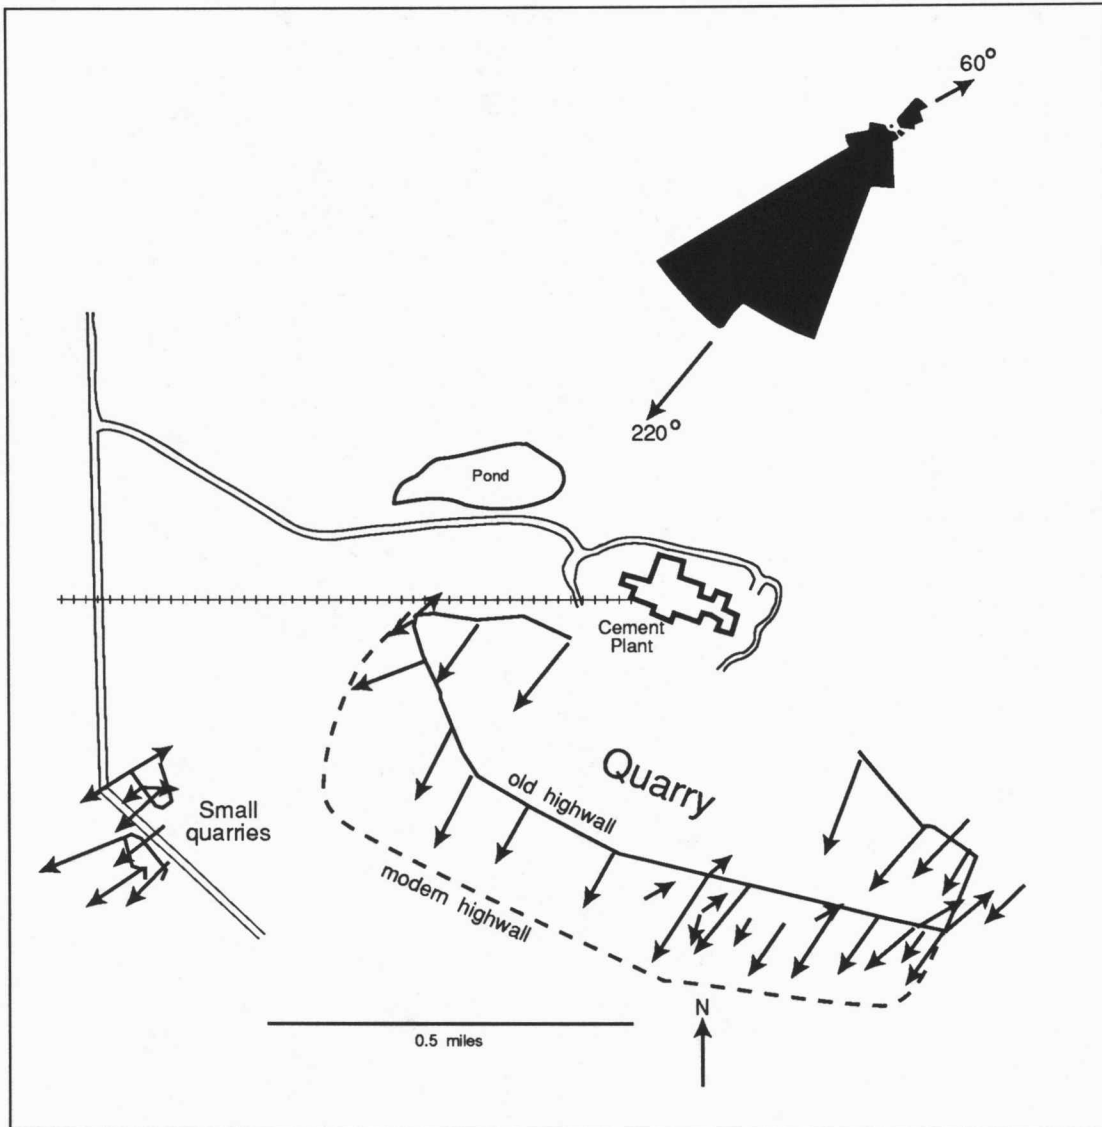 60°
220°
Pond
Cement
Plant
Quarry
old highwall
Small
quarries
modern highwall
N
0.5 miles